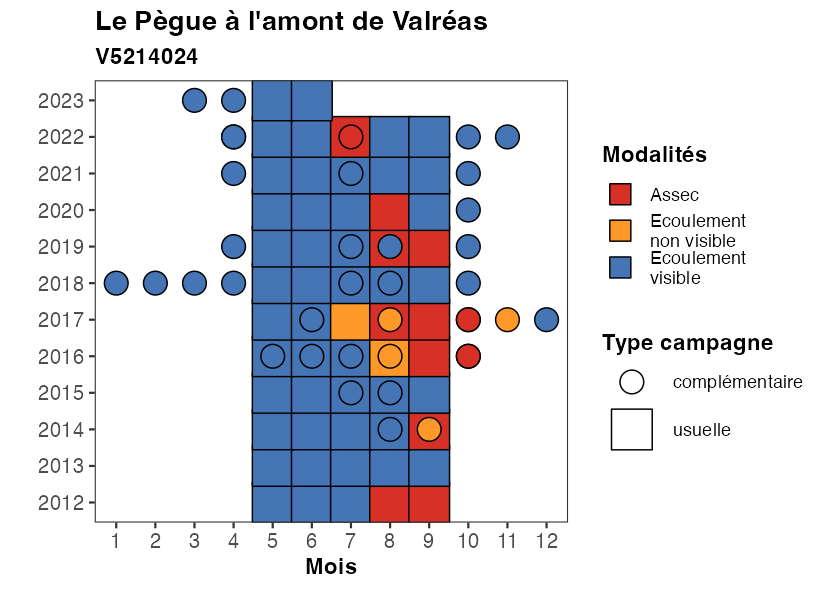 Le Pègue à l'amont de Valréas
V5214024
2023
2022
2021
2020
2019
2018
2017
2016
2015
2014
2013
2012
1 2 3 4 5 6 7 8 9 10 11 12
Mois
Modalités
Assec
Ecoulement
non visible
Ecoulement
visible
Type campagne
complémentaire
usuelle